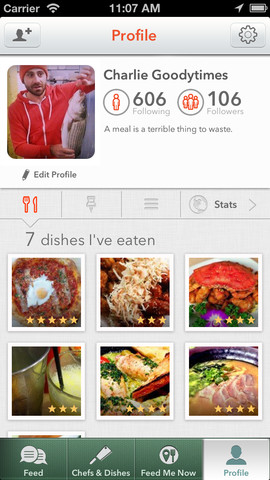 Carrier 11:07 AM
Profile
Charlie Goodytimes
606 106
Following Followers
A meal is a terrible thing to waste.
Edit Profile
Stats
7 dishes I've eaten
Feed Chefs & Dishes Feed Me Now Profile